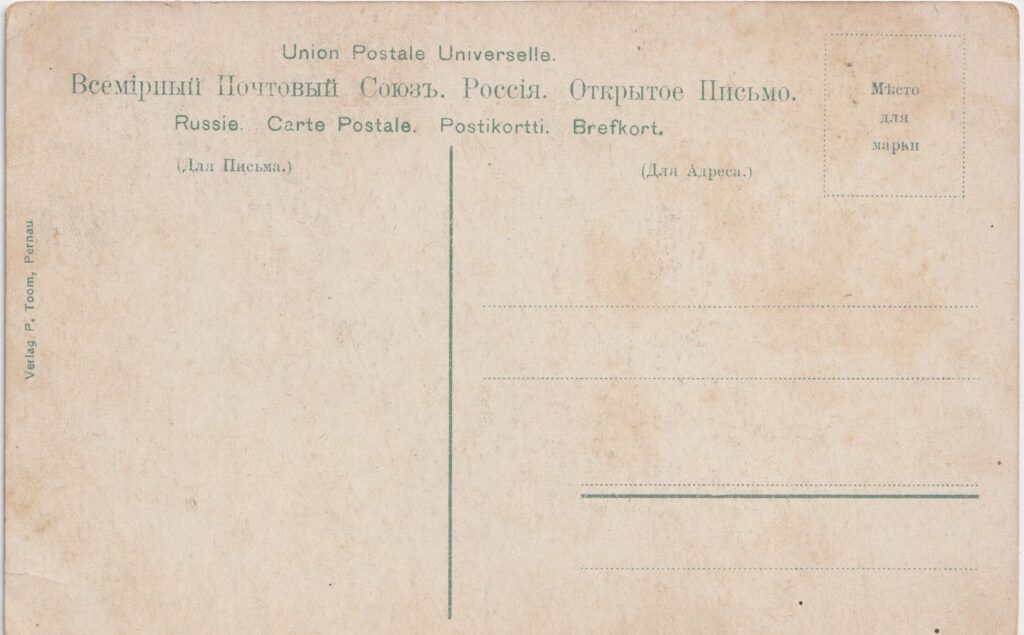 Union Postale Universelle.
Всемірный Почтовый Союзъ. Россія. Открытое Письмо.
Russie. Carte Postale. Postikortti. Brefkort.
(Для Письма.)
(Для Адреса.)
Мѣсто
для
марки
Verlag P. Toom, Pernau